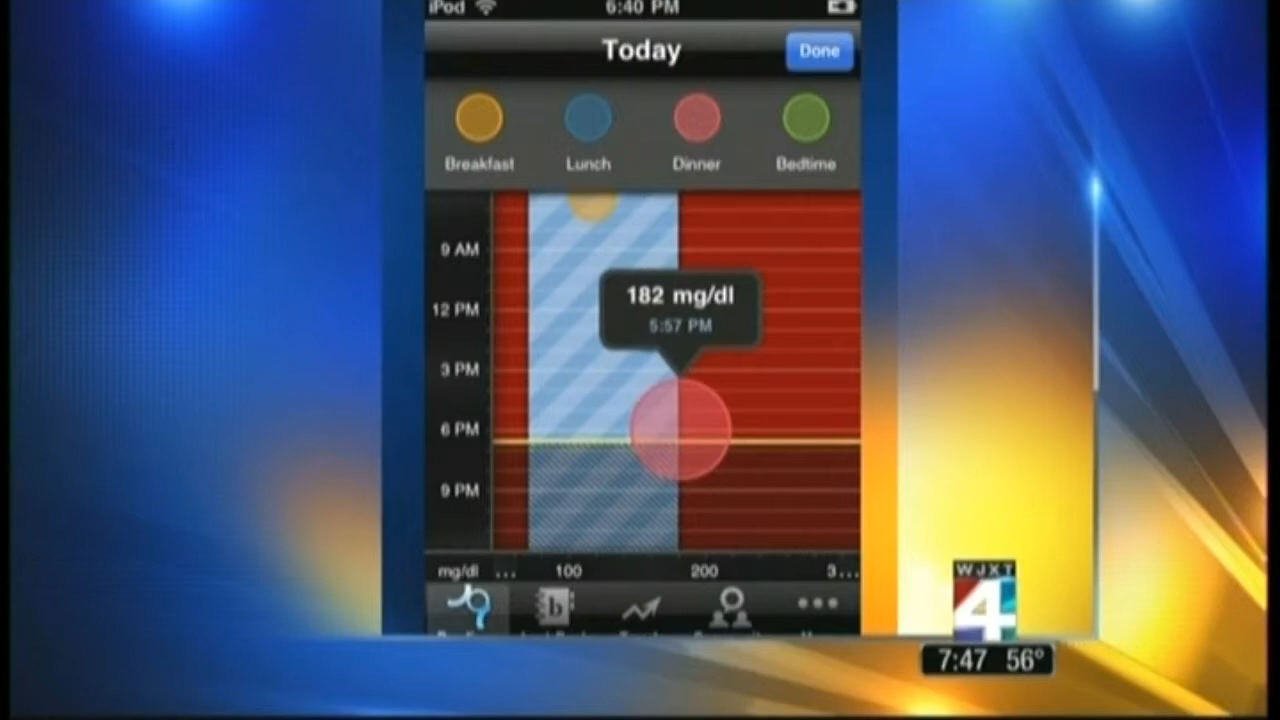 iPod 6:40 PM
Today Done
Breakfast Lunch Dinner Bedtime
9 AM
182 mg/dl
12 PM
5:57 PM
3 PM
6 PM
9 PM
mg/dl ... 100 200 3...
b
WJXT
4
7:47 56°